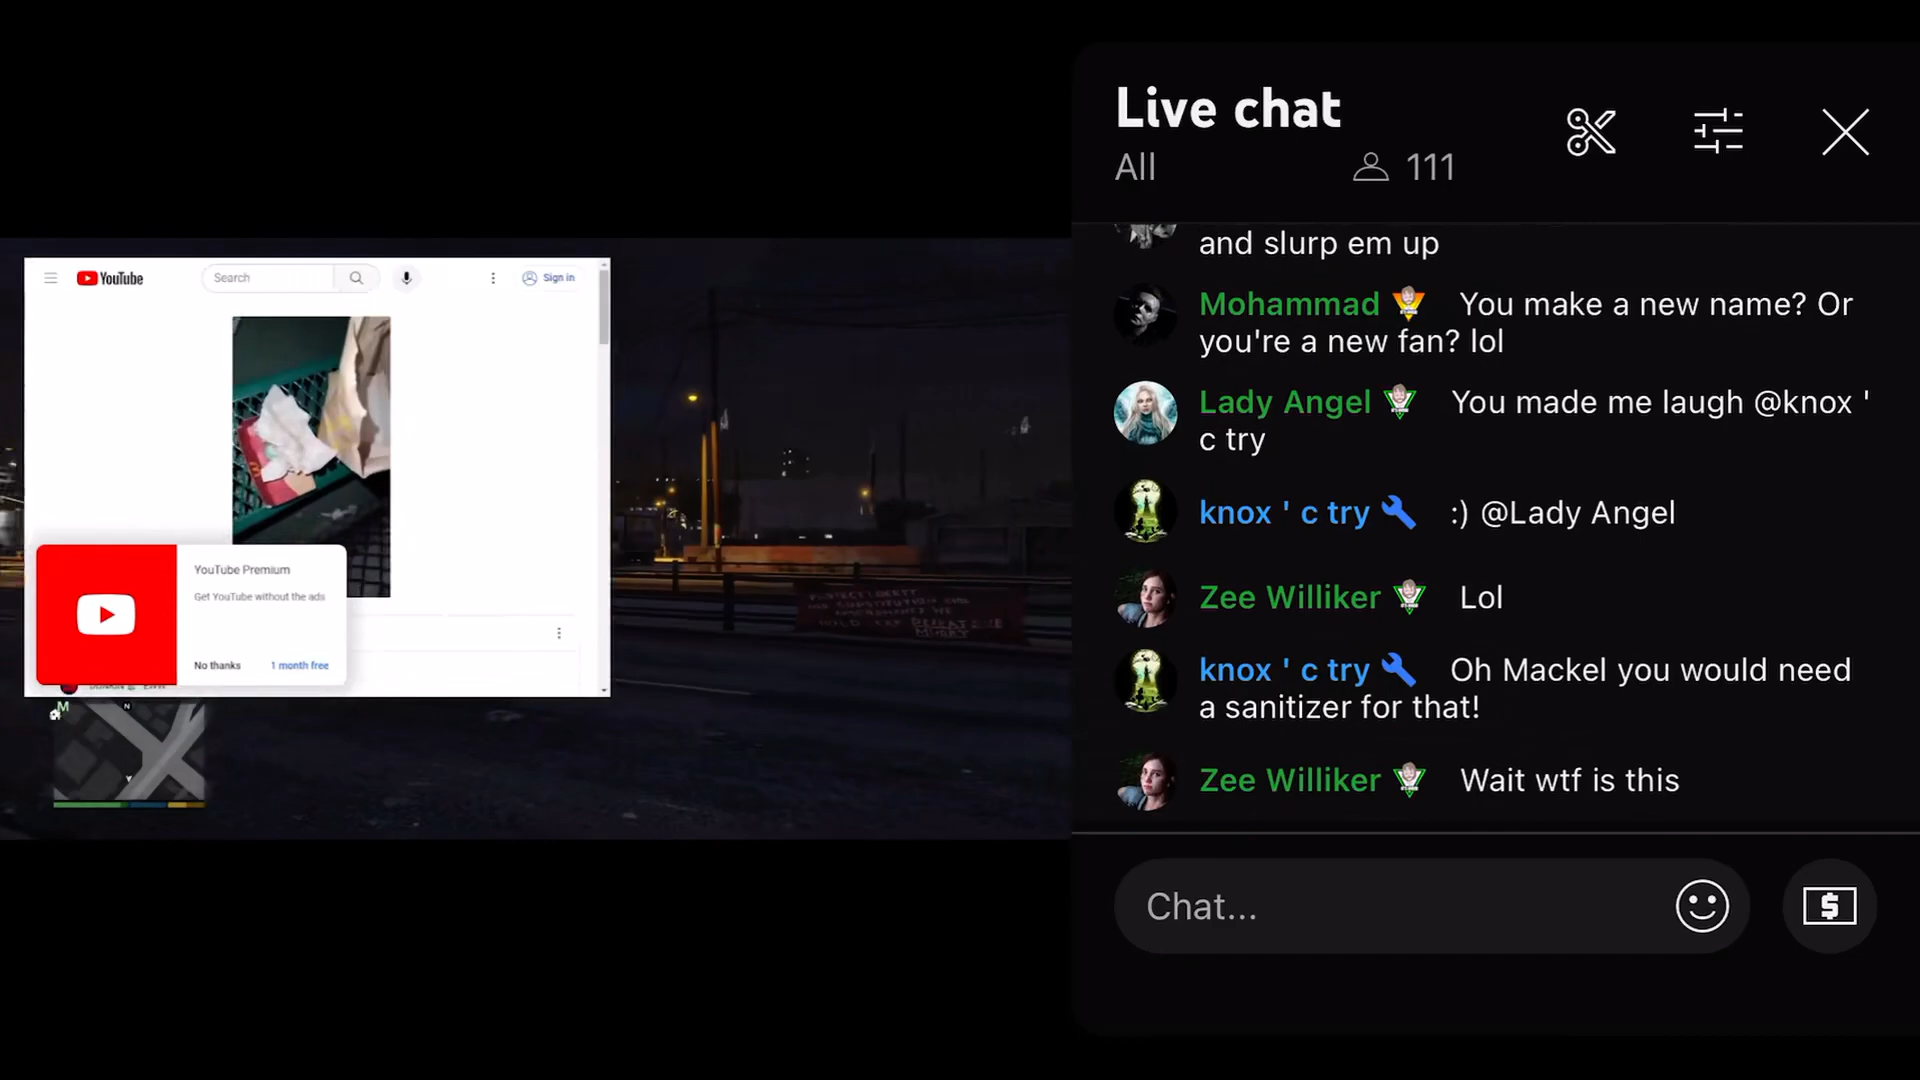 YouTube
Search
Sign in
YouTube Premium
Get YouTube without the ads
No thanks
1 month free
M
N
Live chat
All
111
and slurp em up
Mohammad You make a new name? Or
you're a new fan? lol
Lady Angel You made me laugh @knox '
c try
knox ' c try :) @Lady Angel
Zee Williker Lol
knox ' c try Oh Mackel you would need
a sanitizer for that!
Zee Williker Wait wtf is this
Chat...